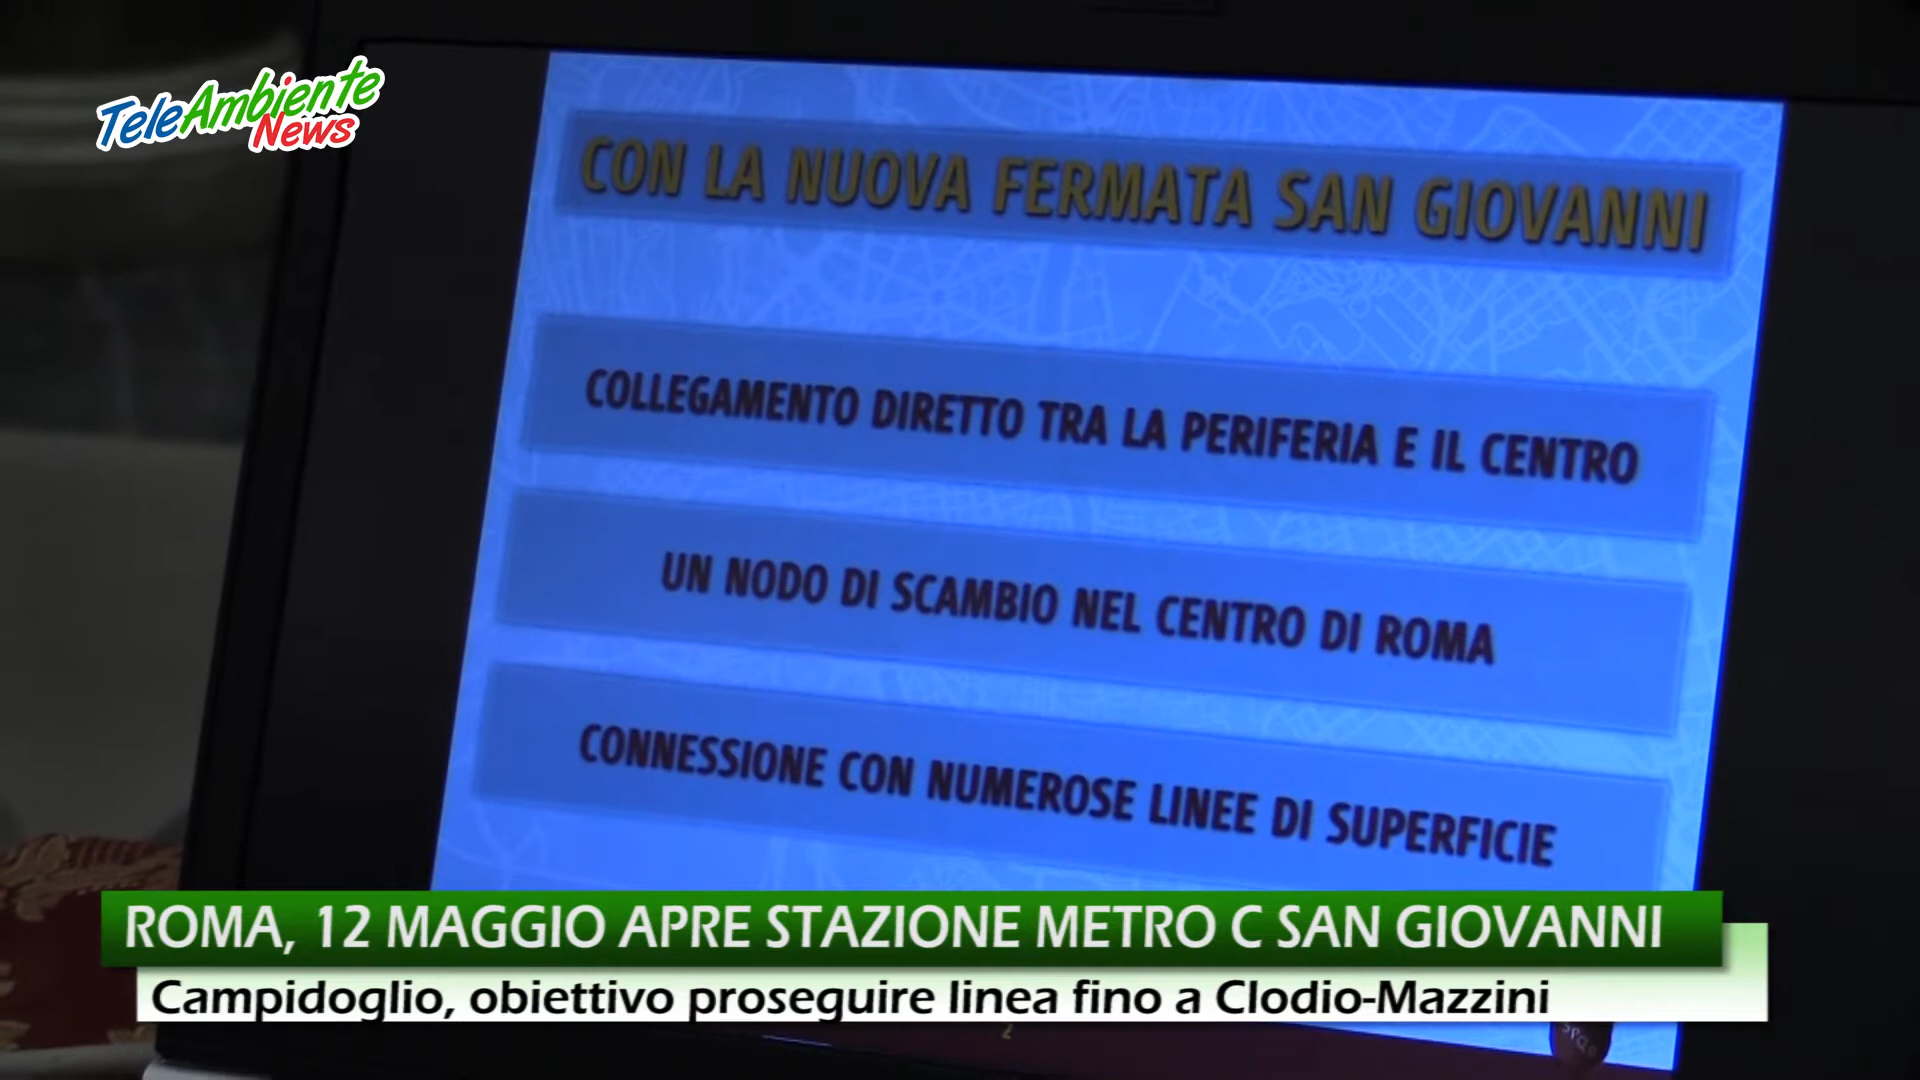 TeleAmbiente
News
CON LA NUOVA FERMATA SAN GIOVANNI
COLLEGAMENTO DIRETTO TRA LA PERIFERIA E IL CENTRO
UN NODO DI SCAMBIO NEL CENTRO DI ROMA
CONNESSIONE CON NUMEROSE LINEE DI SUPERFICIE
ROMA, 12 MAGGIO APRE STAZIONE METRO C SAN GIOVANNI
Campidoglio, obiettivo proseguire linea fino a Clodio-Mazzini
2
SPQR